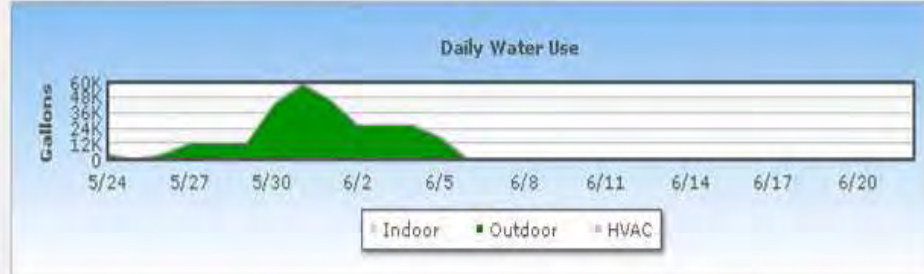 Daily Water Use
Gallons
60K
48K
36K
24K
12K
0
5/24 5/27 5/30 6/2 6/5 6/8 6/11 6/14 6/17 6/20
Indoor Outdoor HVAC